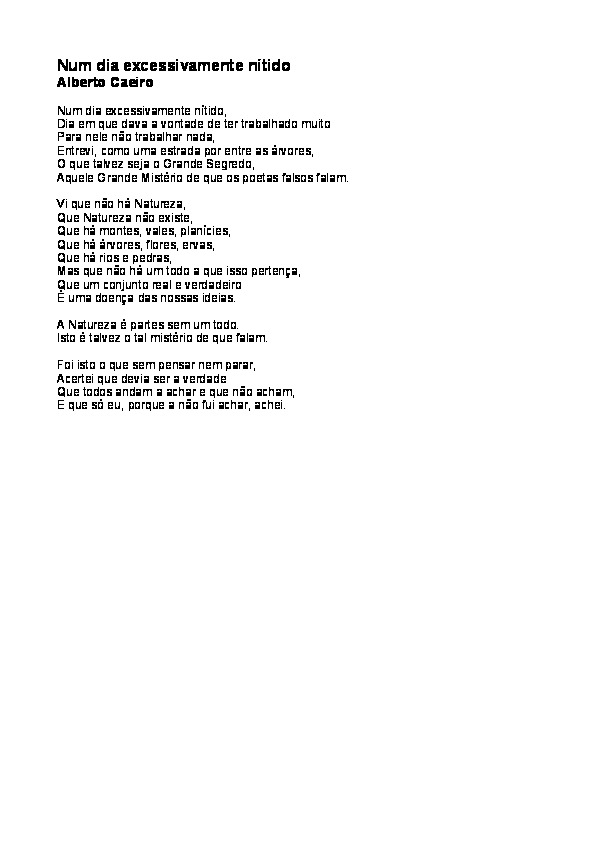 Num dia excessivamente nítido
Alberto Caeiro
Num dia excessivamente nítido,
Dia em que dava a vontade de ter trabalhado muito
Para nele não trabalhar nada,
Entrevi, como uma estrada por entre as árvores,
O que talvez seja o Grande Segredo,
Aquele Grande Mistério de que os poetas falsos falam.
Vi que não há Natureza,
Que Natureza não existe,
Que há montes, vales, planícies,
Que há árvores, flores, ervas,
Que há rios e pedras,
Mas que não há um todo a que isso pertença,
Que um conjunto real e verdadeiro
É uma doença das nossas ideias.
A Natureza é partes sem um todo.
Isto é talvez o tal mistério de que falam.
Foi isto o que sem pensar nem parar,
Acertei que devia ser a verdade
Que todos andam a achar e que não acham,
E que só eu, porque a não fui achar, achei.